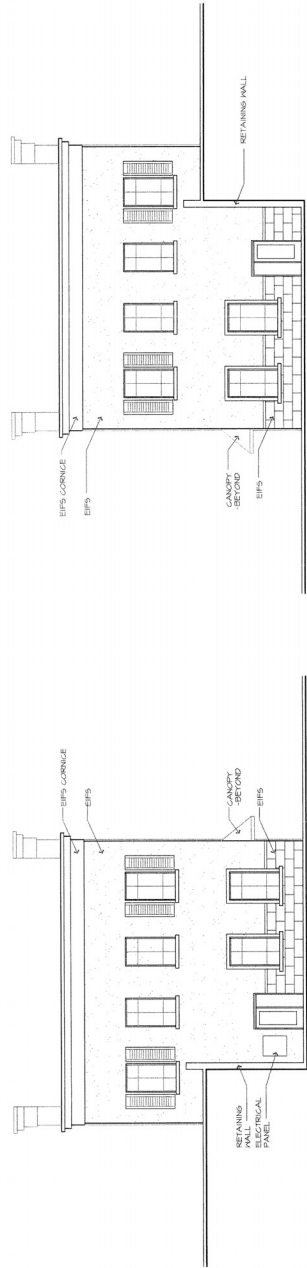 EIFS CORNICE
EIFS
CANOPY
-BEYOND
EIFS
RETAINING
WALL
ELECTRICAL
PANEL
EIFS CORNICE
EIFS
CANOPY
-BEYOND
EIFS
RETAINING WALL